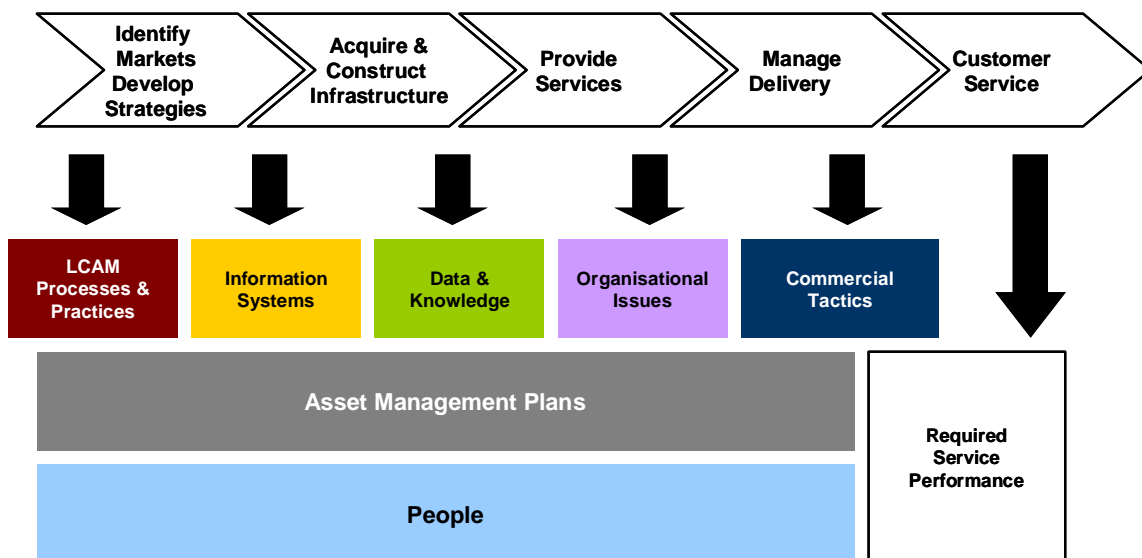 Identify
Markets
Develop
Strategies
Acquire &
Construct
Infrastructure
Provide
Services
Manage
Delivery
Customer
Service
LCAM
Processes &
Practices
Information
Systems
Data &
Knowledge
Organisational
Issues
Commercial
Tactics
Asset Management Plans
Required
Service
Performance
People